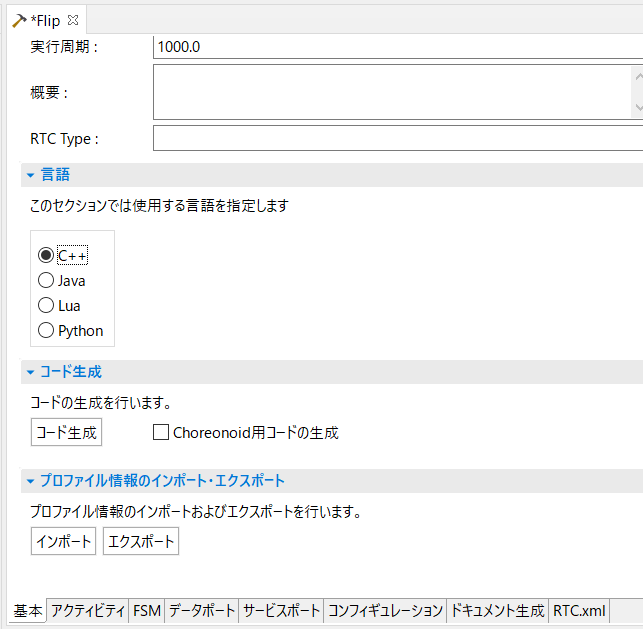 *Flip
実行周期 :
1000.0
概要 :
RTC Type :
言語
このセクションでは使用する言語を指定します
C++
Java
Lua
Python
コード生成
コードの生成を行います。
コード生成
Choreonoid用コードの生成
プロファイル情報のインポート・エクスポート
プロファイル情報のインポートおよびエクスポートを行います。
インポート
エクスポート
基本 アクティビティ FSM データポート サービスポート コンフィギュレーション ドキュメント生成 RTC.xml